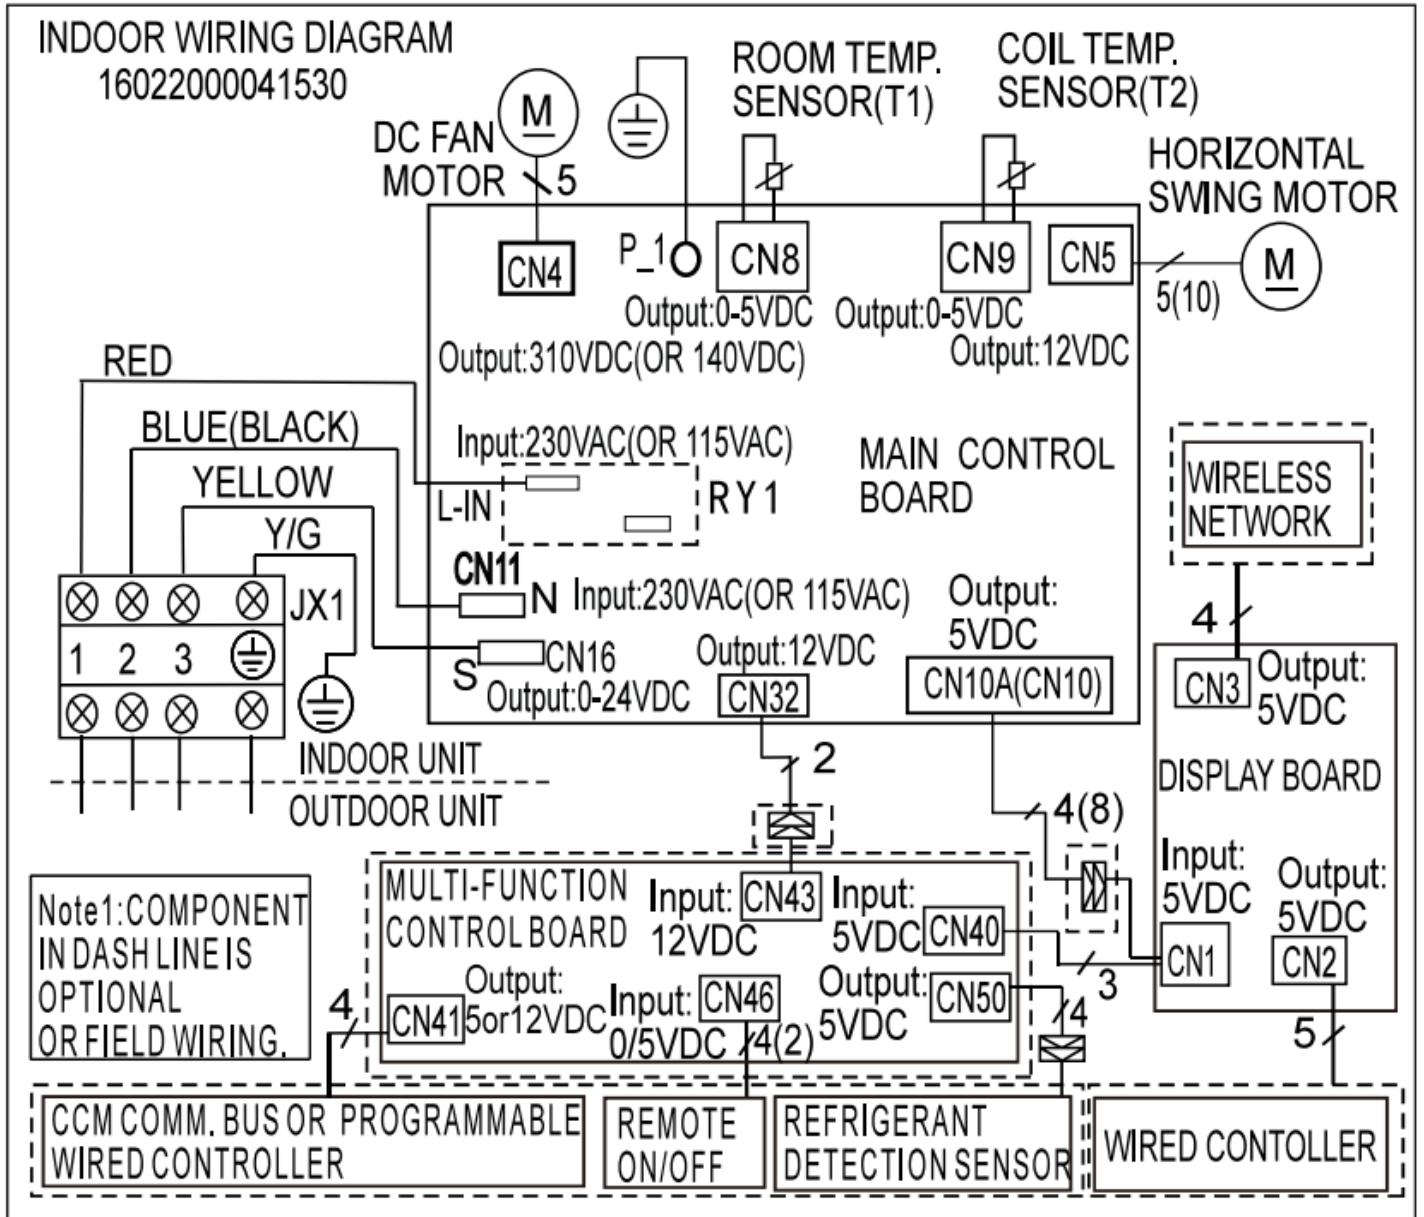 INDOOR WIRING DIAGRAM
16022000041530
DC FAN
MOTOR
M
5
ROOM TEMP.
SENSOR(T1)
COIL TEMP.
SENSOR(T2)
HORIZONTAL
SWING MOTOR
M
5(10)
CN4
P_1
CN8
CN9
CN5
Output:0-5VDC
Output:0-5VDC
Output:310VDC(OR 140VDC)
Output:12VDC
RED
BLUE(BLACK)
YELLOW
Y/G
Input:230VAC(OR 115VAC)
L-IN
RY1
MAIN CONTROL
BOARD
CN11
N
Input:230VAC(OR 115VAC)
S
CN16
Output:0-24VDC
Output:12VDC
CN32
Output:
5VDC
CN10A(CN10)
JX1
1 2 3
INDOOR UNIT
OUTDOOR UNIT
WIRELESS
NETWORK
4
CN3
Output:
5VDC
DISPLAY BOARD
Input:
5VDC
CN1
Output:
5VDC
CN2
2
4(8)
3
5
Note1:COMPONENT
IN DASH LINE IS
OPTIONAL
OR FIELD WIRING.
MULTI-FUNCTION
CONTROL BOARD
Input:
12VDC
CN43
Input:
5VDC
CN40
4
CN41
Output:
5or12VDC
Input:
0/5VDC
CN46
4(2)
Output:
5VDC
CN50
4
CCM COMM. BUS OR PROGRAMMABLE
WIRED CONTROLLER
REMOTE
ON/OFF
REFRIGERANT
DETECTION SENSOR
WIRED CONTOLLER